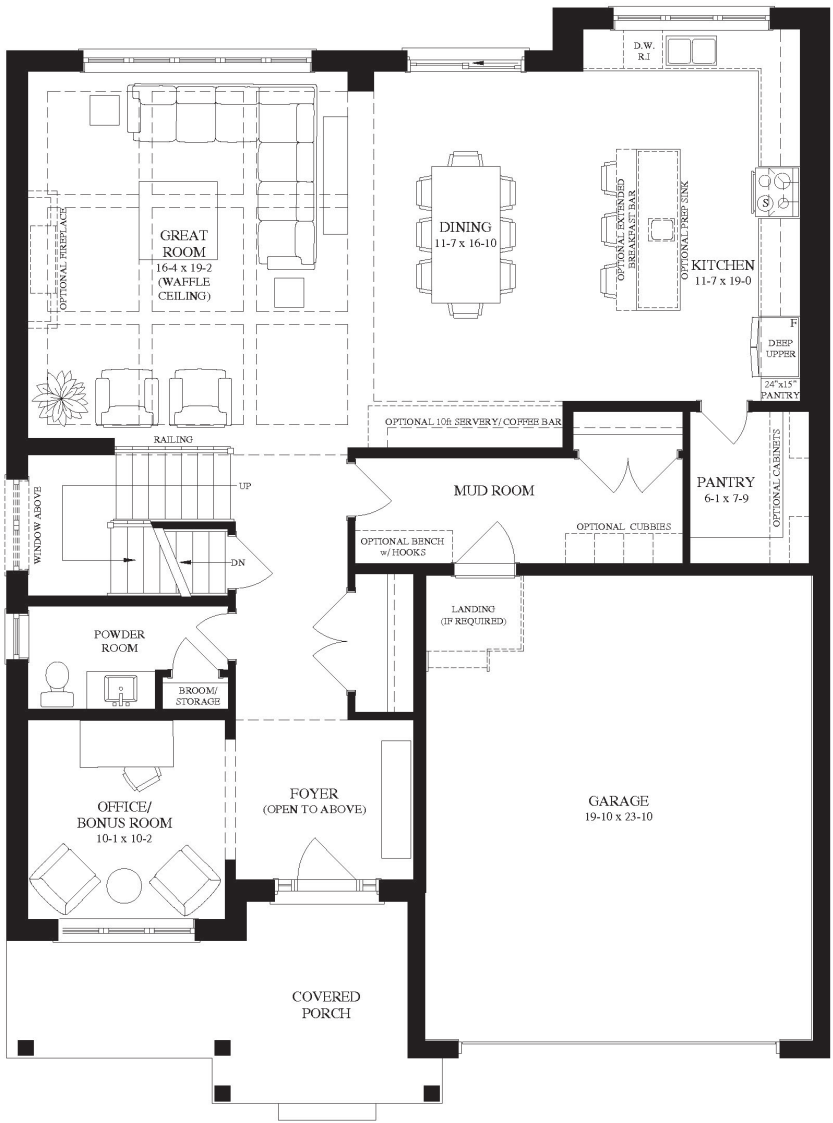 D.W.
R.I
GREAT
ROOM
16-4 x 19-2
(WAFFLE
CEILING)
OPTIONAL FIREPLACE
DINING
11-7 x 16-10
OPTIONAL EXTENDED
BREAKFAST BAR
OPTIONAL PREP SINK
S
KITCHEN
11-7 x 19-0
F
DEEP
UPPER
24"x15"
PANTRY
OPTIONAL 10ft SERVERY/ COFFEE BAR
RAILING
UP
WINDOW ABOVE
DN
MUD ROOM
OPTIONAL BENCH
w/ HOOKS
OPTIONAL CUBBIES
PANTRY
6-1 x 7-9
OPTIONAL CABINETS
LANDING
(IF REQUIRED)
POWDER
ROOM
BROOM/
STORAGE
OFFICE/
BONUS ROOM
10-1 x 10-2
FOYER
(OPEN TO ABOVE)
GARAGE
19-10 x 23-10
COVERED
PORCH